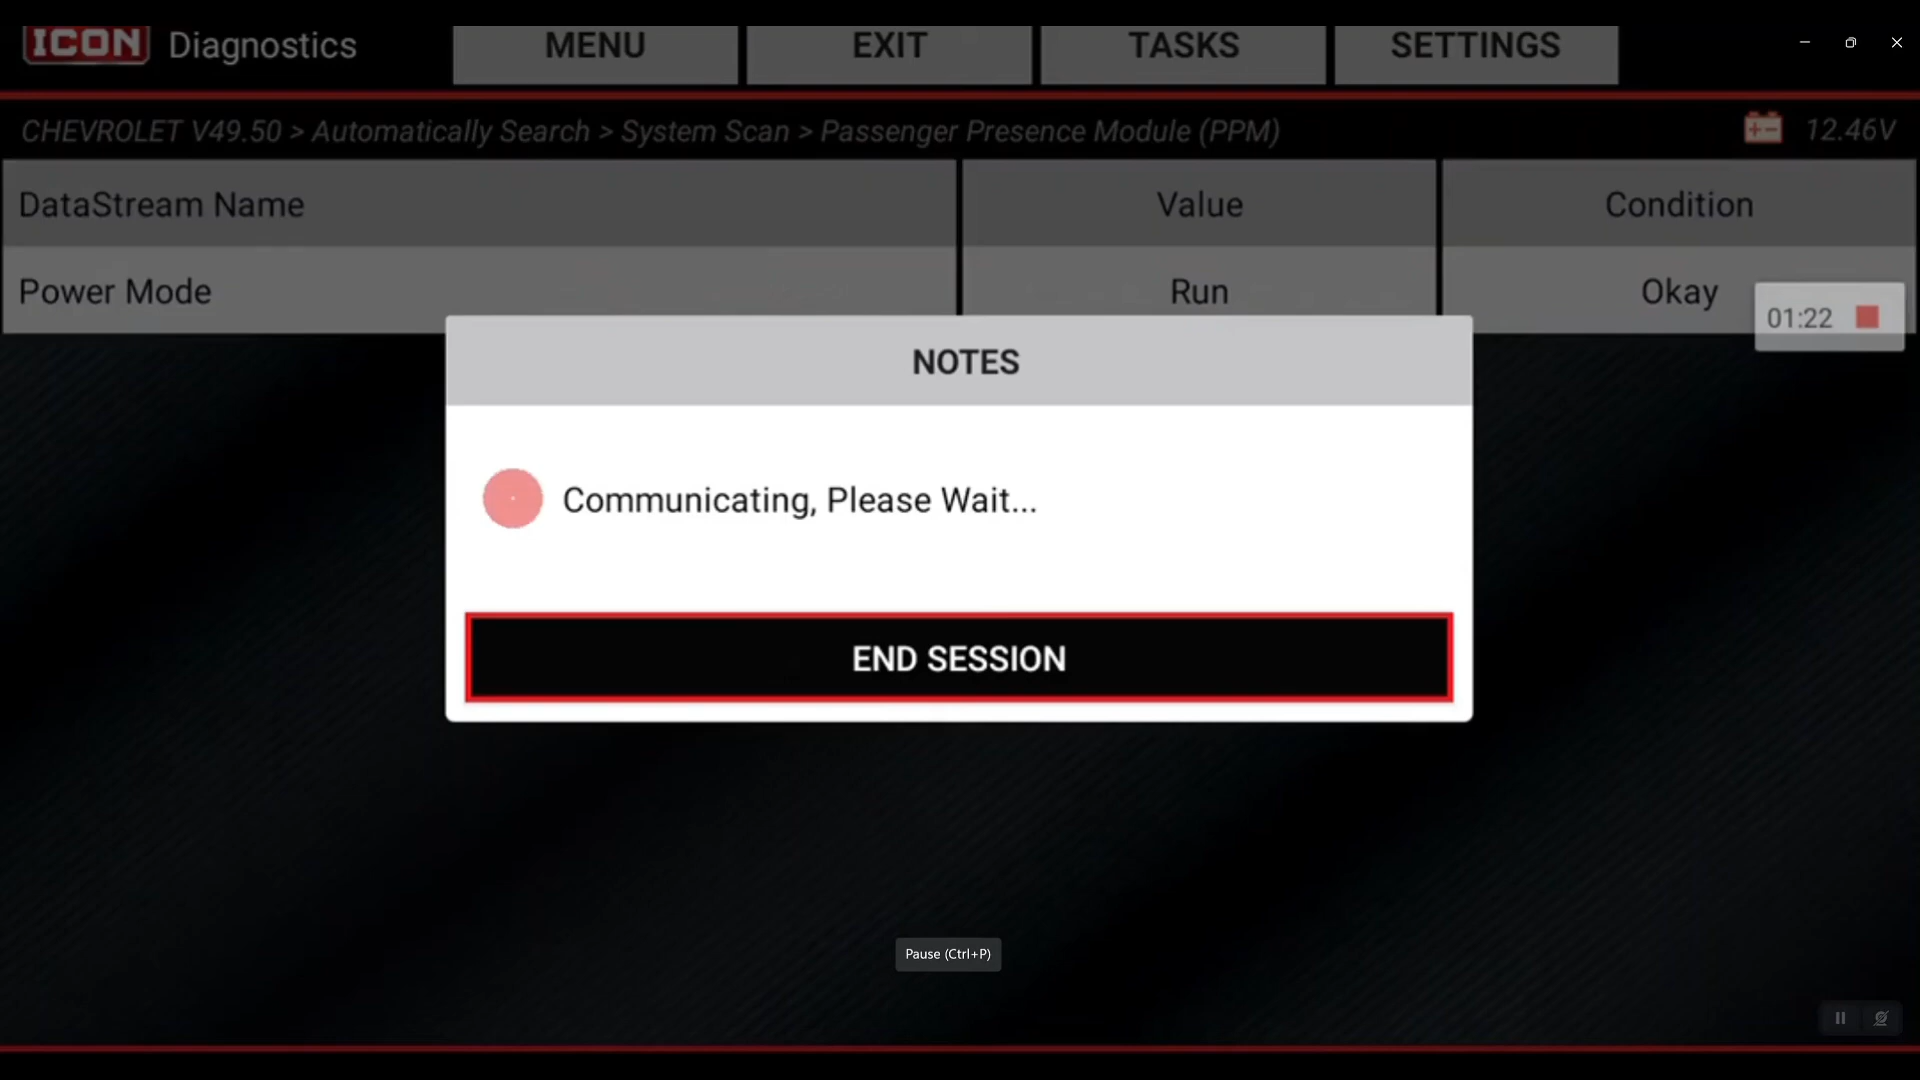 ICON Diagnostics MENU EXIT TASKS SETTINGS
CHEVROLET V49.50 > Automatically Search > System Scan > Passenger Presence Module (PPM) 12.46V
DataStream Name Value Condition
Power Mode Run Okay
01:22
NOTES
Communicating, Please Wait...
END SESSION
Pause (Ctrl+P)